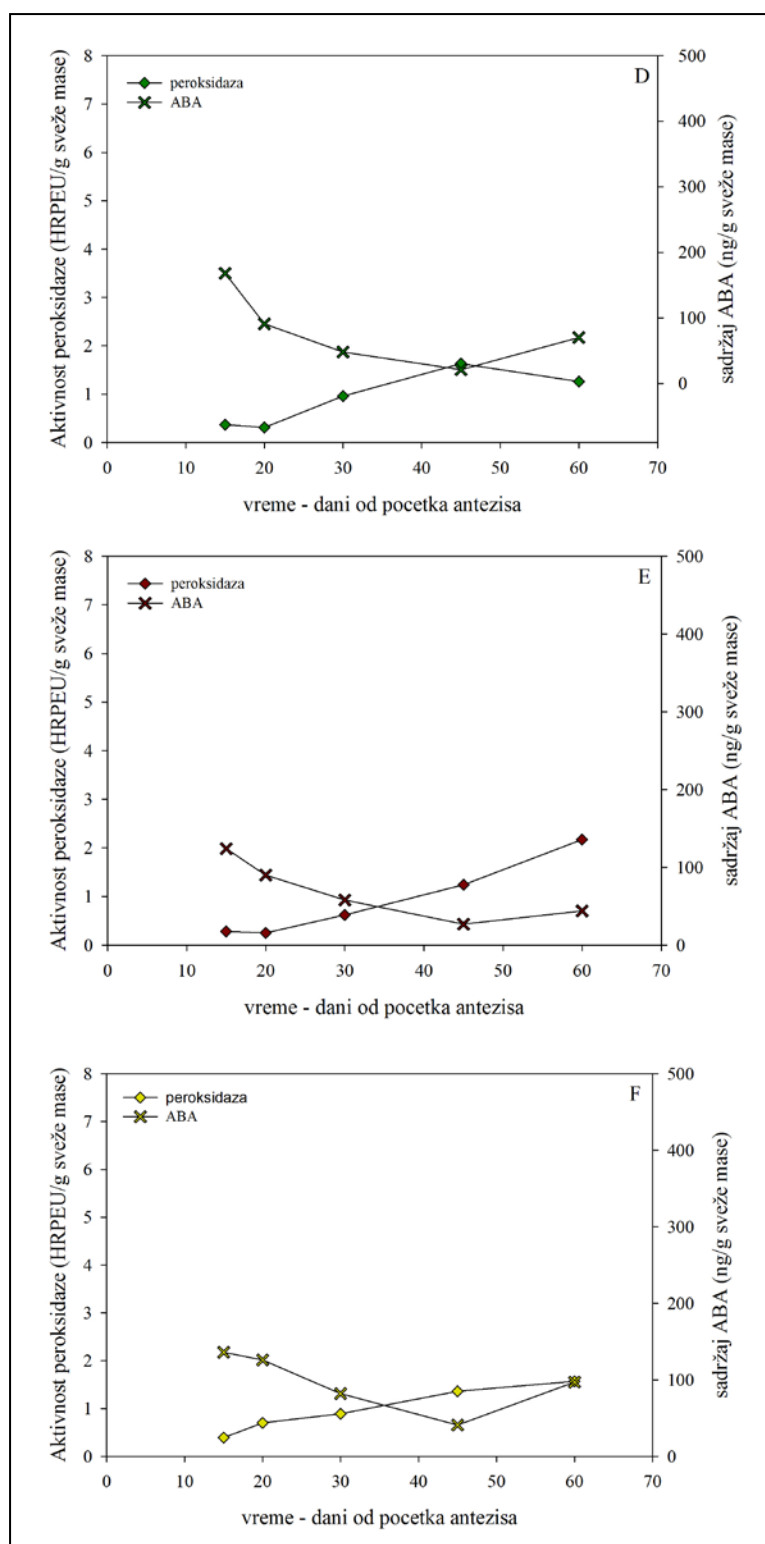 D
peroksidaza
ABA
8
7
6
5
4
3
2
1
0
Aktivnost peroksidaze (HRPEU/g sveže mase)
500
400
300
200
100
0
sadržaj ABA (ng/g sveže mase)
0 10 20 30 40 50 60 70
vreme - dani od pocetka antezisa
E
peroksidaza
ABA
8
7
6
5
4
3
2
1
0
Aktivnost peroksidaze (HRPEU/g sveže mase)
500
400
300
200
100
0
sadržaj ABA (ng/g sveže mase)
0 10 20 30 40 50 60 70
vreme - dani od pocetka antezisa
F
peroksidaza
ABA
8
7
6
5
4
3
2
1
0
Aktivnost peroksidaze (HRPEU/g sveže mase)
500
400
300
200
100
0
sadržaj ABA (ng/g sveže mase)
0 10 20 30 40 50 60 70
vreme - dani od pocetka antezisa